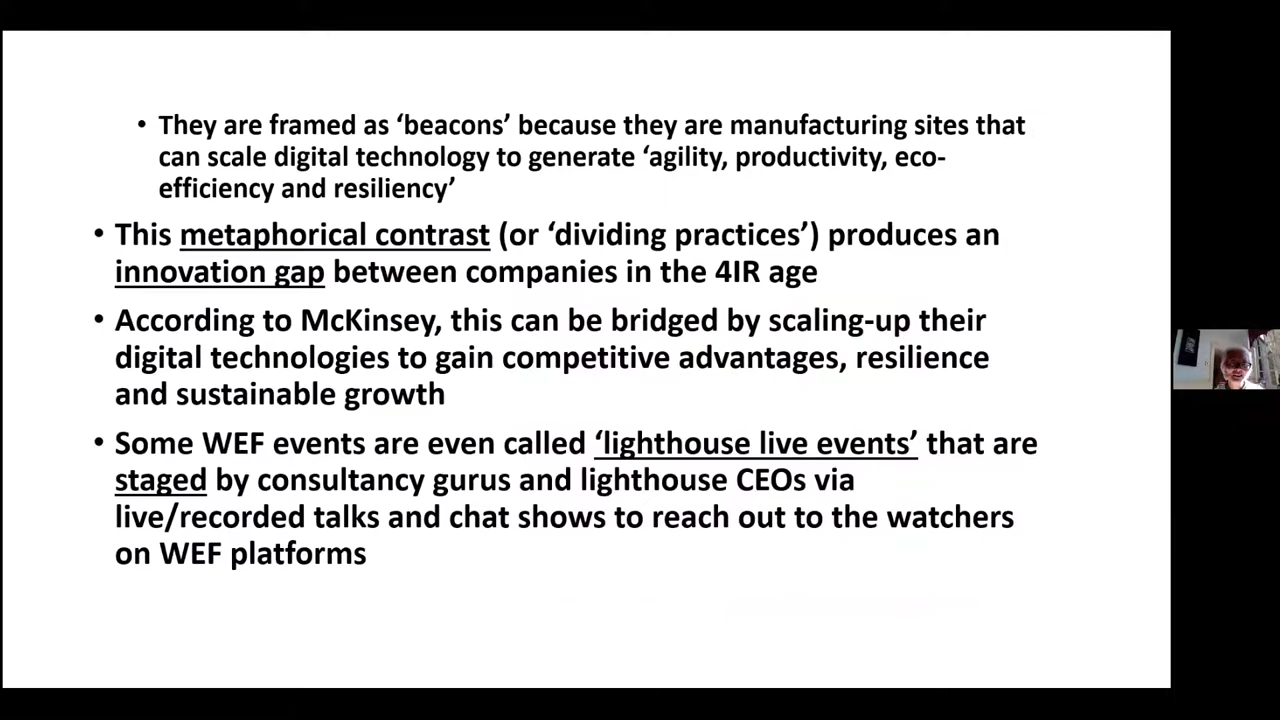 • They are framed as ‘beacons’ because they are manufacturing sites that
can scale digital technology to generate ‘agility, productivity, eco-
efficiency and resiliency’
• This metaphorical contrast (or ‘dividing practices’) produces an
innovation gap between companies in the 4IR age
• According to McKinsey, this can be bridged by scaling-up their
digital technologies to gain competitive advantages, resilience
and sustainable growth
• Some WEF events are even called ‘lighthouse live events’ that are
staged by consultancy gurus and lighthouse CEOs via
live/recorded talks and chat shows to reach out to the watchers
on WEF platforms